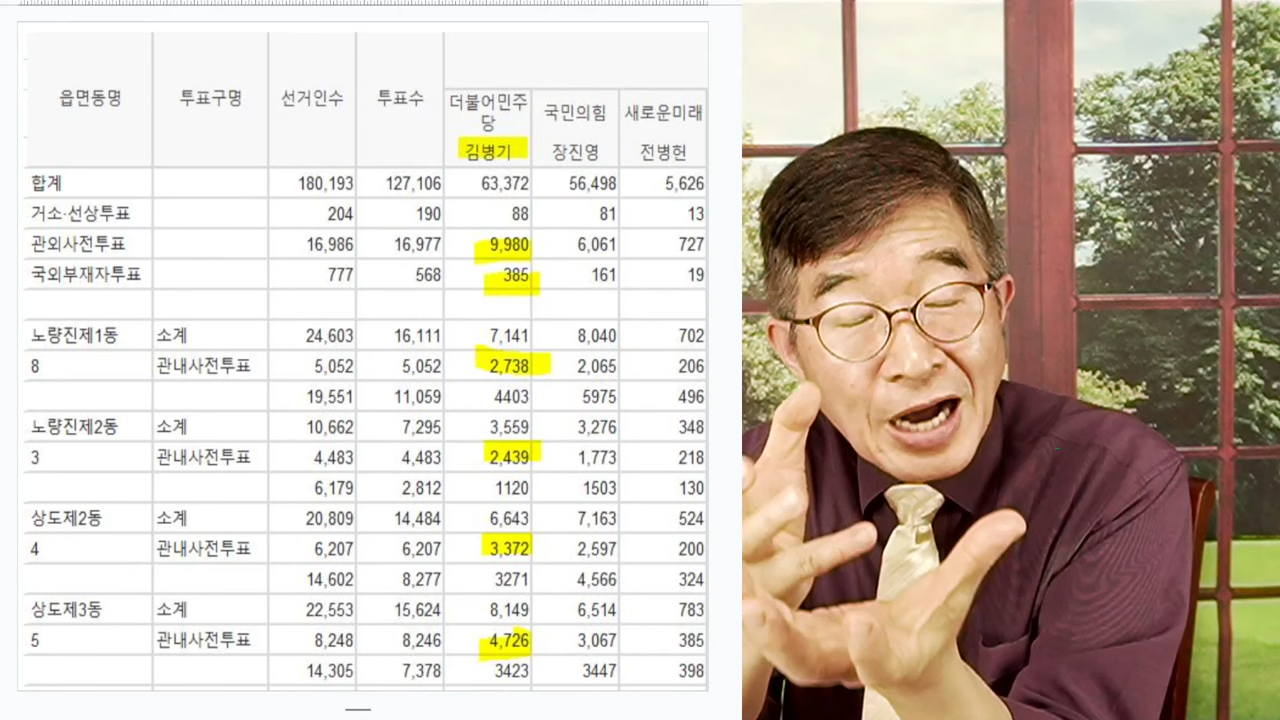 읍면동명 투표구명 선거인수 투표수 더불어민주당 국민의힘 새로운미래
김병기 장진영 전병헌
합계 180,193 127,106 63,372 56,498 5,626
거소·선상투표 204 190 88 81 13
관외사전투표 16,986 16,977 9,980 6,061 727
국외부재자투표 777 568 385 161 19
노량진제1동 소계 24,603 16,111 7,141 8,040 702
8 관내사전투표 5,052 5,052 2,738 2,065 206
19,551 11,059 4403 5975 496
노량진제2동 소계 10,662 7,295 3,559 3,276 348
3 관내사전투표 4,483 4,483 2,439 1,773 218
6,179 2,812 1120 1503 130
상도제2동 소계 20,809 14,484 6,643 7,163 524
4 관내사전투표 6,207 6,207 3,372 2,597 200
14,602 8,277 3271 4,566 324
상도제3동 소계 22,553 15,624 8,149 6,514 783
5 관내사전투표 8,248 8,246 4,726 3,067 385
14,305 7,378 3423 3447 398